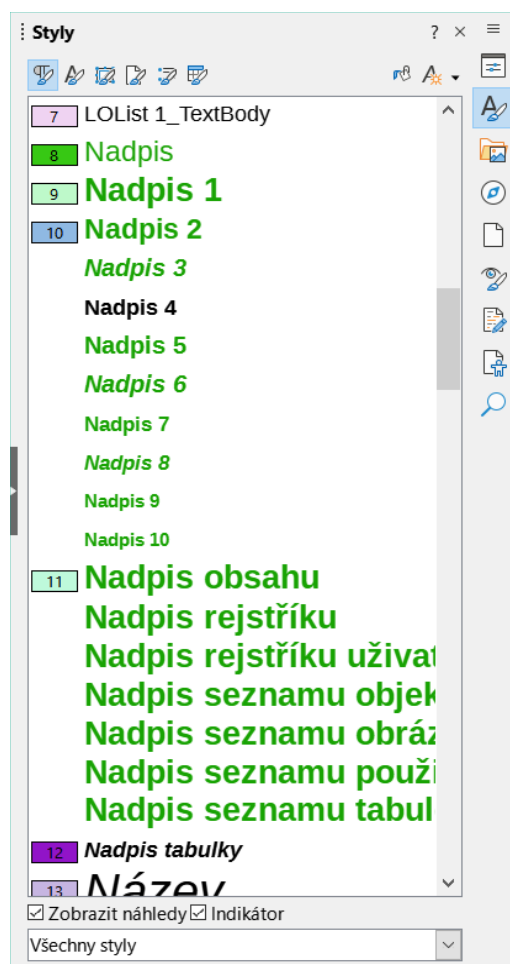 Styly ? ×
7 LOList 1_TextBody
8 Nadpis
9 Nadpis 1
10 Nadpis 2
Nadpis 3
Nadpis 4
Nadpis 5
Nadpis 6
Nadpis 7
Nadpis 8
Nadpis 9
Nadpis 10
11 Nadpis obsahu
Nadpis rejstříku
Nadpis rejstříku uživat
Nadpis seznamu objek
Nadpis seznamu obráz
Nadpis seznamu použi
Nadpis seznamu tabul
12 Nadpis tabulky
13 Název
Zobrazit náhledy Indikátor
Všechny styly